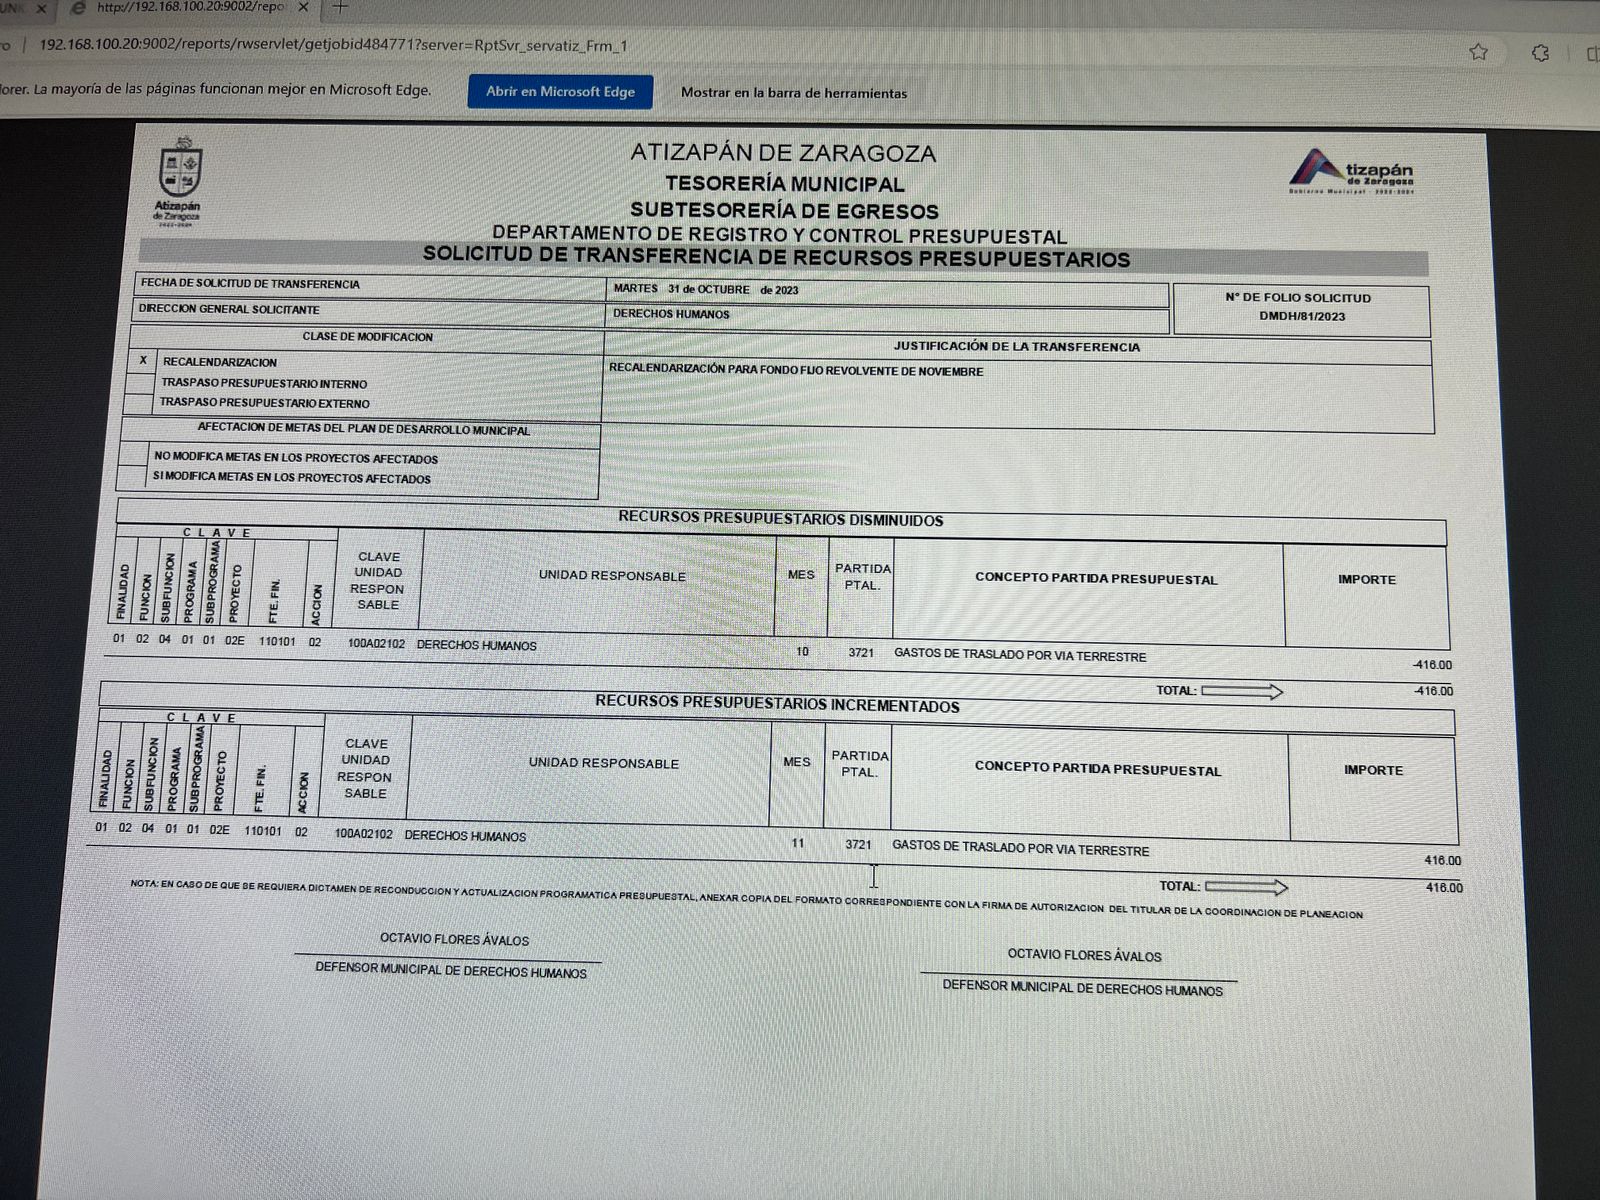 http://192.168.100.20:9002/repo
192.168.100.20:9002/reports/rwservlet/getjobid484771?server=RptSvr_servatiz_Frm_1
lorer. La mayoría de las páginas funcionan mejor en Microsoft Edge.
Abrir en Microsoft Edge
Mostrar en la barra de herramientas
Atizapán
de Zaragoza
2022-2024
ATIZAPÁN DE ZARAGOZA
TESORERÍA MUNICIPAL
SUBTESORERÍA DE EGRESOS
DEPARTAMENTO DE REGISTRO Y CONTROL PRESUPUESTAL
SOLICITUD DE TRANSFERENCIA DE RECURSOS PRESUPUESTARIOS
tizapán
de Zaragoza
Gobierno Municipal · 2022-2024
FECHA DE SOLICITUD DE TRANSFERENCIA MARTES 31 de OCTUBRE de 2023
DIRECCION GENERAL SOLICITANTE DERECHOS HUMANOS
N° DE FOLIO SOLICITUD
DMDH/81/2023
CLASE DE MODIFICACION
X RECALENDARIZACION
TRASPASO PRESUPUESTARIO INTERNO
TRASPASO PRESUPUESTARIO EXTERNO
JUSTIFICACIÓN DE LA TRANSFERENCIA
RECALENDARIZACIÓN PARA FONDO FIJO REVOLVENTE DE NOVIEMBRE
AFECTACION DE METAS DEL PLAN DE DESARROLLO MUNICIPAL
NO MODIFICA METAS EN LOS PROYECTOS AFECTADOS
SI MODIFICA METAS EN LOS PROYECTOS AFECTADOS
RECURSOS PRESUPUESTARIOS DISMINUIDOS
C L A V E
FINALIDAD
FUNCION
SUBFUNCION
PROGRAMA
SUBPROGRAMA
PROYECTO
FTE. FIN.
ACCION
CLAVE
UNIDAD
RESPON
SABLE
UNIDAD RESPONSABLE
MES
PARTIDA
PTAL.
CONCEPTO PARTIDA PRESUPUESTAL
IMPORTE
01 02 04 01 01 02E 110101 02 100A02102 DERECHOS HUMANOS 10 3721 GASTOS DE TRASLADO POR VIA TERRESTRE -416.00
TOTAL: -416.00
RECURSOS PRESUPUESTARIOS INCREMENTADOS
C L A V E
FINALIDAD
FUNCION
SUBFUNCION
PROGRAMA
SUBPROGRAMA
PROYECTO
FTE. FIN.
ACCION
CLAVE
UNIDAD
RESPON
SABLE
UNIDAD RESPONSABLE
MES
PARTIDA
PTAL.
CONCEPTO PARTIDA PRESUPUESTAL
IMPORTE
01 02 04 01 01 02E 110101 02 100A02102 DERECHOS HUMANOS 11 3721 GASTOS DE TRASLADO POR VIA TERRESTRE 416.00
TOTAL: 416.00
NOTA: EN CASO DE QUE SE REQUIERA DICTAMEN DE RECONDUCCION Y ACTUALIZACION PROGRAMATICA PRESUPUESTAL, ANEXAR COPIA DEL FORMATO CORRESPONDIENTE CON LA FIRMA DE AUTORIZACION DEL TITULAR DE LA COORDINACION DE PLANEACION
OCTAVIO FLORES ÁVALOS
DEFENSOR MUNICIPAL DE DERECHOS HUMANOS
OCTAVIO FLORES ÁVALOS
DEFENSOR MUNICIPAL DE DERECHOS HUMANOS